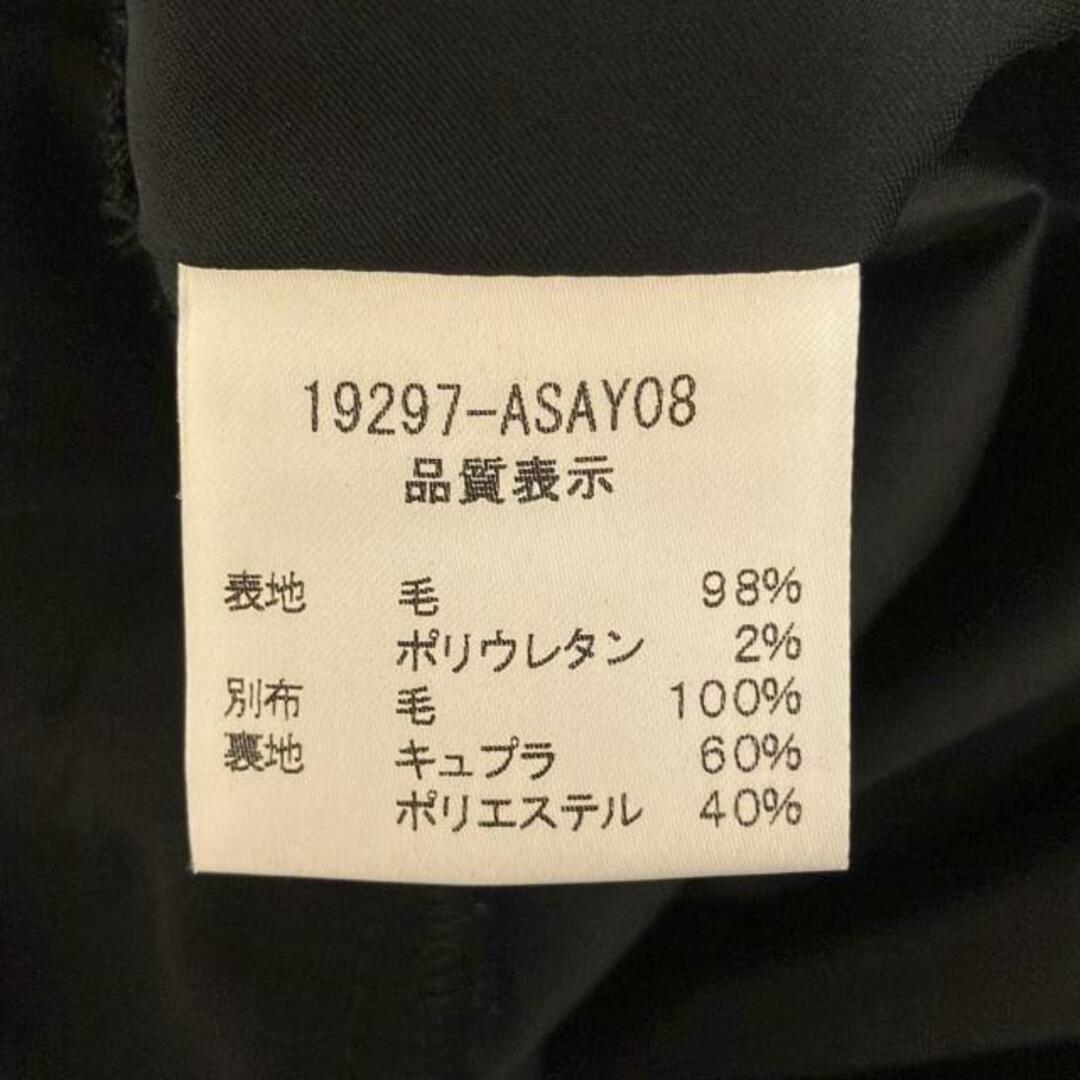 19297-ASAY08
品質表示
表地 毛 98%
ポリウレタン 2%
別布 毛 100%
裏地 キュプラ 60%
ポリエステル 40%